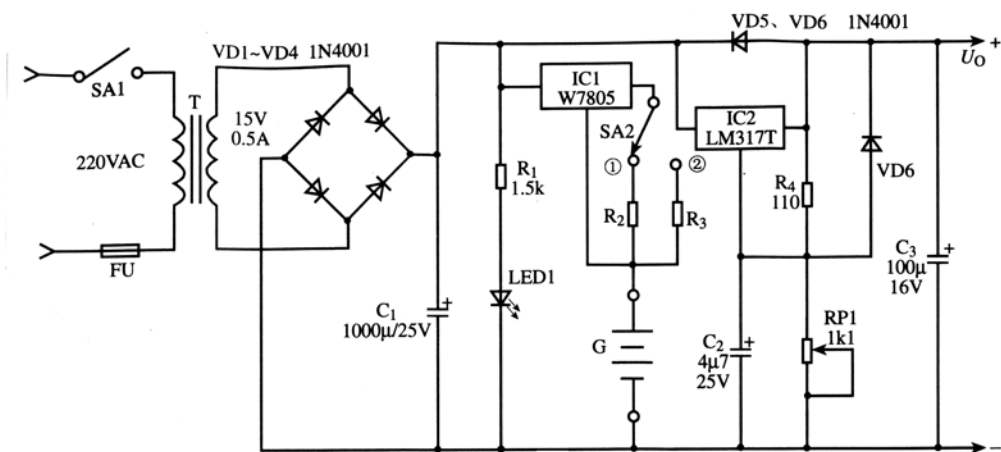 VD1~VD4 1N4001
VD5、VD6 1N4001
+
U_O
SA1
T
15V
0.5A
220VAC
FU
IC1
W7805
SA2
①
②
IC2
LM317T
VD6
R1
1.5k
R2
R3
R4
110
C3
100μ
16V
+
LED1
C1
1000μ/25V
+
G
C2
4μ7
25V
+
RP1
1k1
−